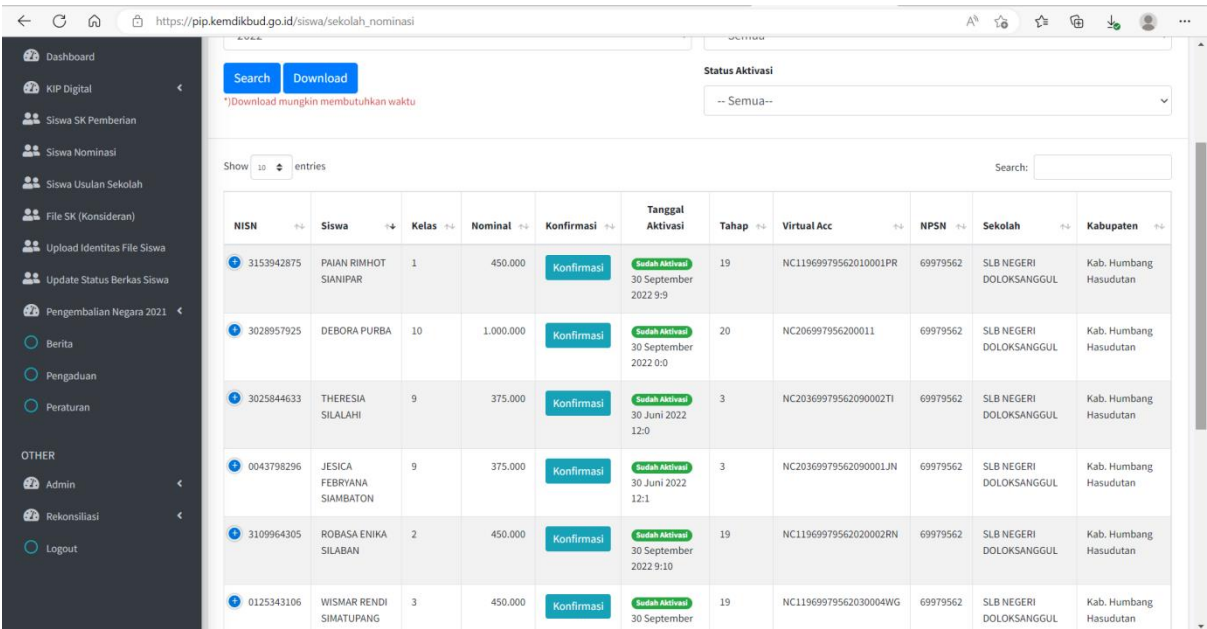 https://pip.kemdikbud.go.id/siswa/sekolah_nominasi
Dashboard
KIP Digital
Siswa SK Pemberian
Siswa Nominasi
Siswa Usulan Sekolah
File SK (Konsideran)
Upload Identitas File Siswa
Update Status Berkas Siswa
Pengembalian Negara 2021
Berita
Pengaduan
Peraturan
OTHER
Admin
Rekonsiliasi
Logout
2022
Semua
Search Download
*)Download mungkin membutuhkan waktu
Status Aktivasi
-- Semua--
Show 10 entries
Search:
NISN Siswa Kelas Nominal Konfirmasi Tanggal Aktivasi Tahap Virtual Acc NPSN Sekolah Kabupaten
3153942875 PAIAN RIMHOT SIANIPAR 1 450.000 Konfirmasi Sudah Aktivasi 30 September 2022 9:9 19 NC11969979562010001PR 69979562 SLB NEGERI DOLOKSANGGUL Kab. Humbang Hasudutan
3028957925 DEBORA PURBA 10 1.000.000 Konfirmasi Sudah Aktivasi 30 September 2022 0:0 20 NC206997956200011 69979562 SLB NEGERI DOLOKSANGGUL Kab. Humbang Hasudutan
3025844633 THERESIA SILALAHI 9 375.000 Konfirmasi Sudah Aktivasi 30 Juni 2022 12:0 3 NC20369979562090002TI 69979562 SLB NEGERI DOLOKSANGGUL Kab. Humbang Hasudutan
0043798296 JESICA FEBRYANA SIAMBATON 9 375.000 Konfirmasi Sudah Aktivasi 30 Juni 2022 12:1 3 NC20369979562090001JN 69979562 SLB NEGERI DOLOKSANGGUL Kab. Humbang Hasudutan
3109964305 ROBASA ENIKA SILABAN 2 450.000 Konfirmasi Sudah Aktivasi 30 September 2022 9:10 19 NC11969979562020002RN 69979562 SLB NEGERI DOLOKSANGGUL Kab. Humbang Hasudutan
0125343106 WISMAR RENDI SIMATUPANG 3 450.000 Konfirmasi Sudah Aktivasi 30 September 19 NC11969979562030004WG 69979562 SLB NEGERI DOLOKSANGGUL Kab. Humbang Hasudutan